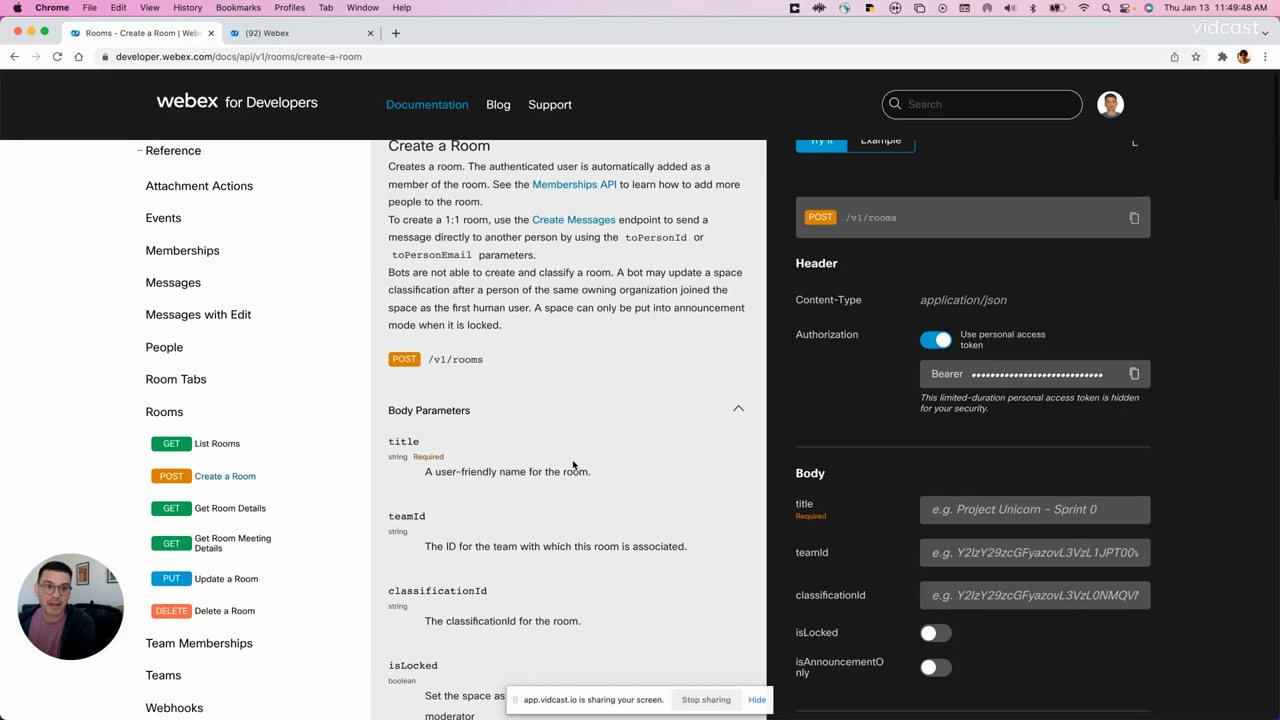 Chrome File Edit View History Bookmarks Profiles Tab Window Help
Thu Jan 13 11:49:48 AM
Rooms - Create a Room | Web
(92) Webex
vidcast
developer.webex.com/docs/api/v1/rooms/create-a-room
webex for Developers
Documentation Blog Support
Search
Reference
Attachment Actions
Events
Memberships
Messages
Messages with Edit
People
Room Tabs
Rooms
GET List Rooms
POST Create a Room
GET Get Room Details
GET Get Room Meeting
Details
PUT Update a Room
DELETE Delete a Room
Team Memberships
Teams
Webhooks
Create a Room
Creates a room. The authenticated user is automatically added as a
member of the room. See the Memberships API to learn how to add more
people to the room.
To create a 1:1 room, use the Create Messages endpoint to send a
message directly to another person by using the toPersonId or
toPersonEmail parameters.
Bots are not able to create and classify a room. A bot may update a space
classification after a person of the same owning organization joined the
space as the first human user. A space can only be put into announcement
mode when it is locked.
POST /v1/rooms
Body Parameters
title
string Required
A user-friendly name for the room.
teamId
string
The ID for the team with which this room is associated.
classificationId
string
The classificationId for the room.
isLocked
boolean
Set the space as
moderator
Try it Example
POST /v1/rooms
Header
Content-Type application/json
Authorization Use personal access
token
Bearer ••••••••••••••••••••••••••••
This limited-duration personal access token is hidden
for your security.
Body
title e.g. Project Unicorn - Sprint 0
Required
teamId e.g. Y2lzY29zcGFyazovL3VzL1JPT00v
classificationId e.g. Y2lzY29zcGFyazovL3VzL0NMQVN
isLocked
isAnnouncementO
nly
app.vidcast.io is sharing your screen. Stop sharing Hide